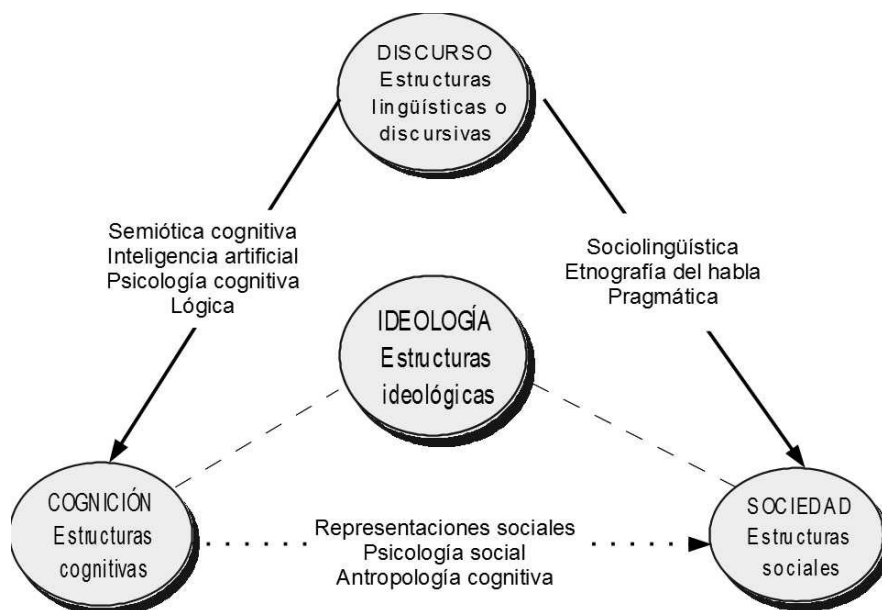 DISCURSO
Estructuras
lingüísticas o
discursivas
Semiótica cognitiva
Inteligencia artificial
Psicología cognitiva
Lógica
Sociolingüística
Etnografía del habla
Pragmática
IDEOLOGÍA
Estructuras
ideológicas
COGNICIÓN
Estructuras
cognitivas
Representaciones sociales
Psicología social
Antropología cognitiva
SOCIEDAD
Estructuras
sociales